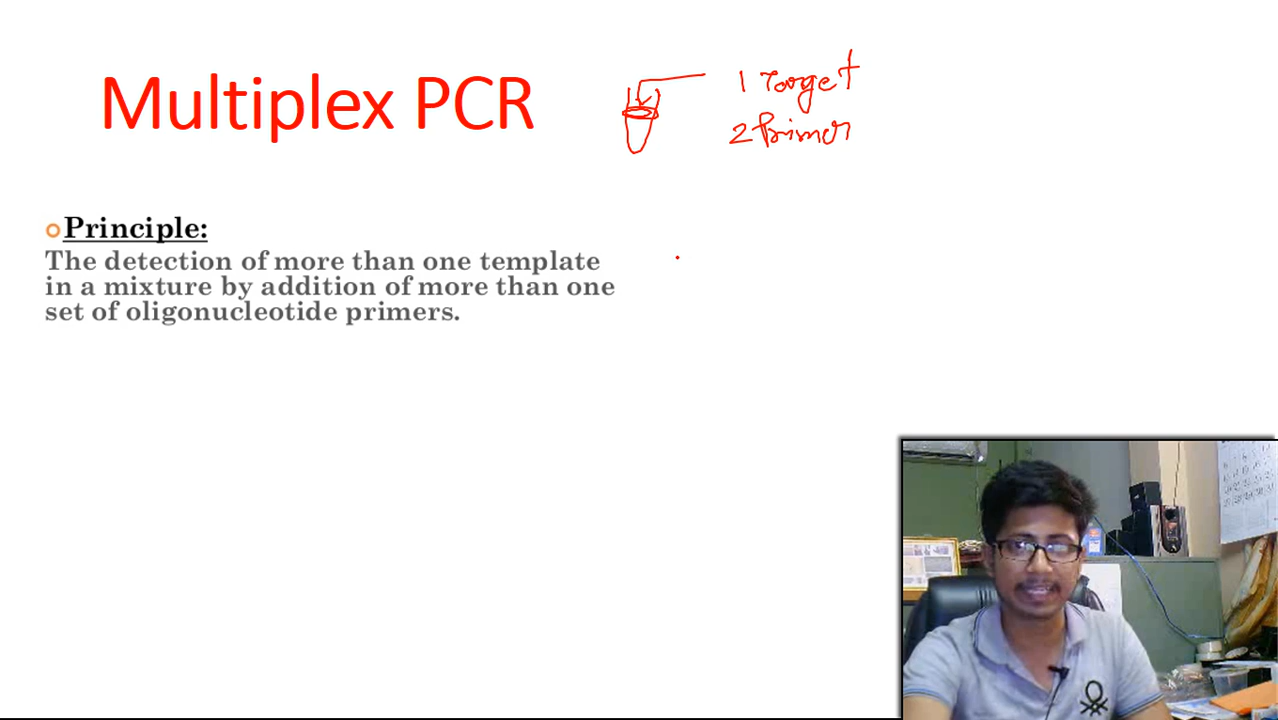 Multiplex PCR
1 Target
2 Primer
Principle:
The detection of more than one template
in a mixture by addition of more than one
set of oligonucleotide primers.